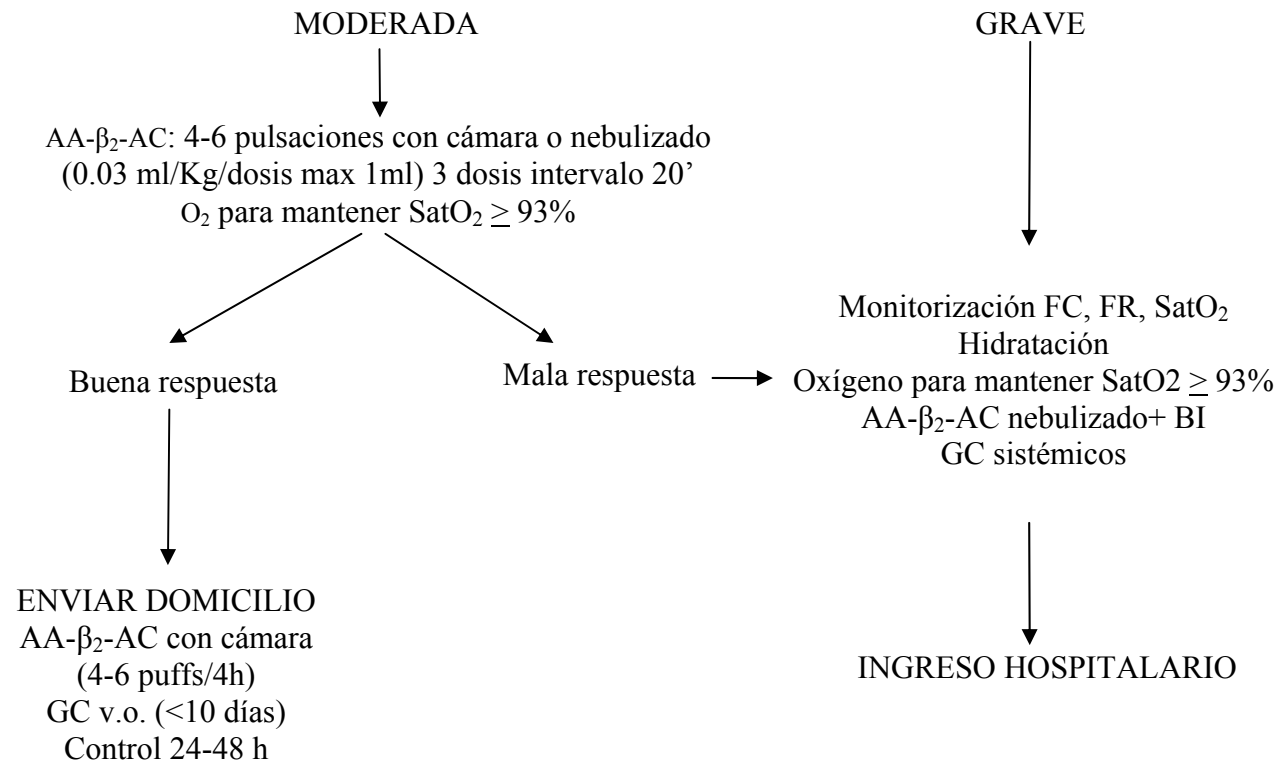 MODERADA
AA-β₂-AC: 4-6 pulsaciones con cámara o nebulizado
(0.03 ml/Kg/dosis max 1ml) 3 dosis intervalo 20’
O₂ para mantener SatO₂ ≥ 93%
Buena respuesta
Mala respuesta
ENVIAR DOMICILIO
AA-β₂-AC con cámara
(4-6 puffs/4h)
GC v.o. (<10 días)
Control 24-48 h
GRAVE
Monitorización FC, FR, SatO₂
Hidratación
Oxígeno para mantener SatO2 ≥ 93%
AA-β₂-AC nebulizado+ BI
GC sistémicos
INGRESO HOSPITALARIO